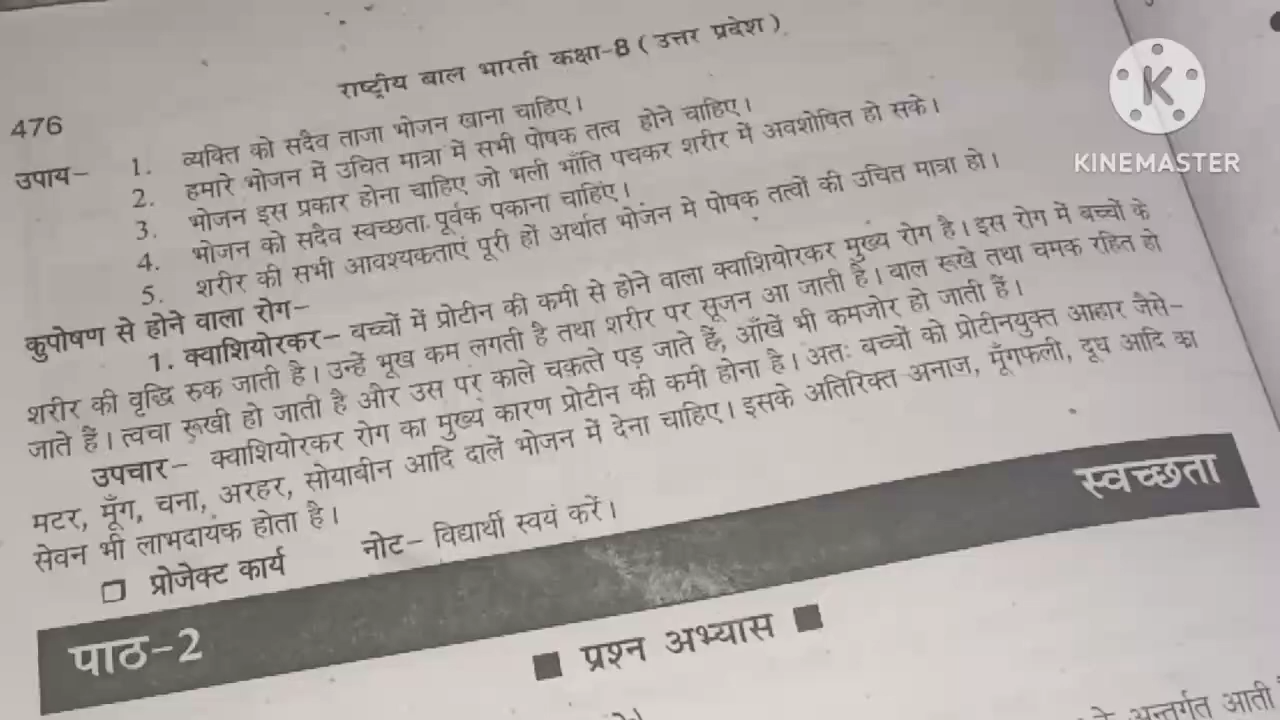 476
राष्ट्रीय बाल भारती कक्षा-8 ( उत्तर प्रदेश )
उपाय– 1. व्यक्ति को सदैव ताजा भोजन खाना चाहिए।
2. हमारे भोजन में उचित मात्रा में सभी पोषक तत्व होने चाहिए।
3. भोजन इस प्रकार होना चाहिए जो भली भाँति पचकर शरीर में अवशोषित हो सके।
4. भोजन को सदैव स्वच्छता पूर्वक पकाना चाहिए।
5. शरीर की सभी आवश्यकताएं पूरी हों अर्थात भोजन मे पोषक तत्वों की उचित मात्रा हो।
कुपोषण से होने वाला रोग–
1. क्वाशियोरकर– बच्चों में प्रोटीन की कमी से होने वाला क्वाशियोरकर मुख्य रोग है। इस रोग में बच्चों के
शरीर की वृद्धि रुक जाती है। उन्हें भूख कम लगती है तथा शरीर पर सूजन आ जाती है। बाल रूखे तथा चमक रहित हो
जाते हैं। त्वचा रूखी हो जाती है और उस पर काले चकत्ते पड़ जाते हैं, आँखें भी कमजोर हो जाती हैं।
उपचार– क्वाशियोरकर रोग का मुख्य कारण प्रोटीन की कमी होना है। अतः बच्चों को प्रोटीनयुक्त आहार जैसे–
मटर, मूँग, चना, अरहर, सोयाबीन आदि दालें भोजन में देना चाहिए। इसके अतिरिक्त अनाज, मूँगफली, दूध आदि का
सेवन भी लाभदायक होता है।
❑ प्रोजेक्ट कार्य नोट– विद्यार्थी स्वयं करें।
पाठ-2 स्वच्छता
■ प्रश्न अभ्यास ■
अन्तर्गत आती
K
KINEMASTER